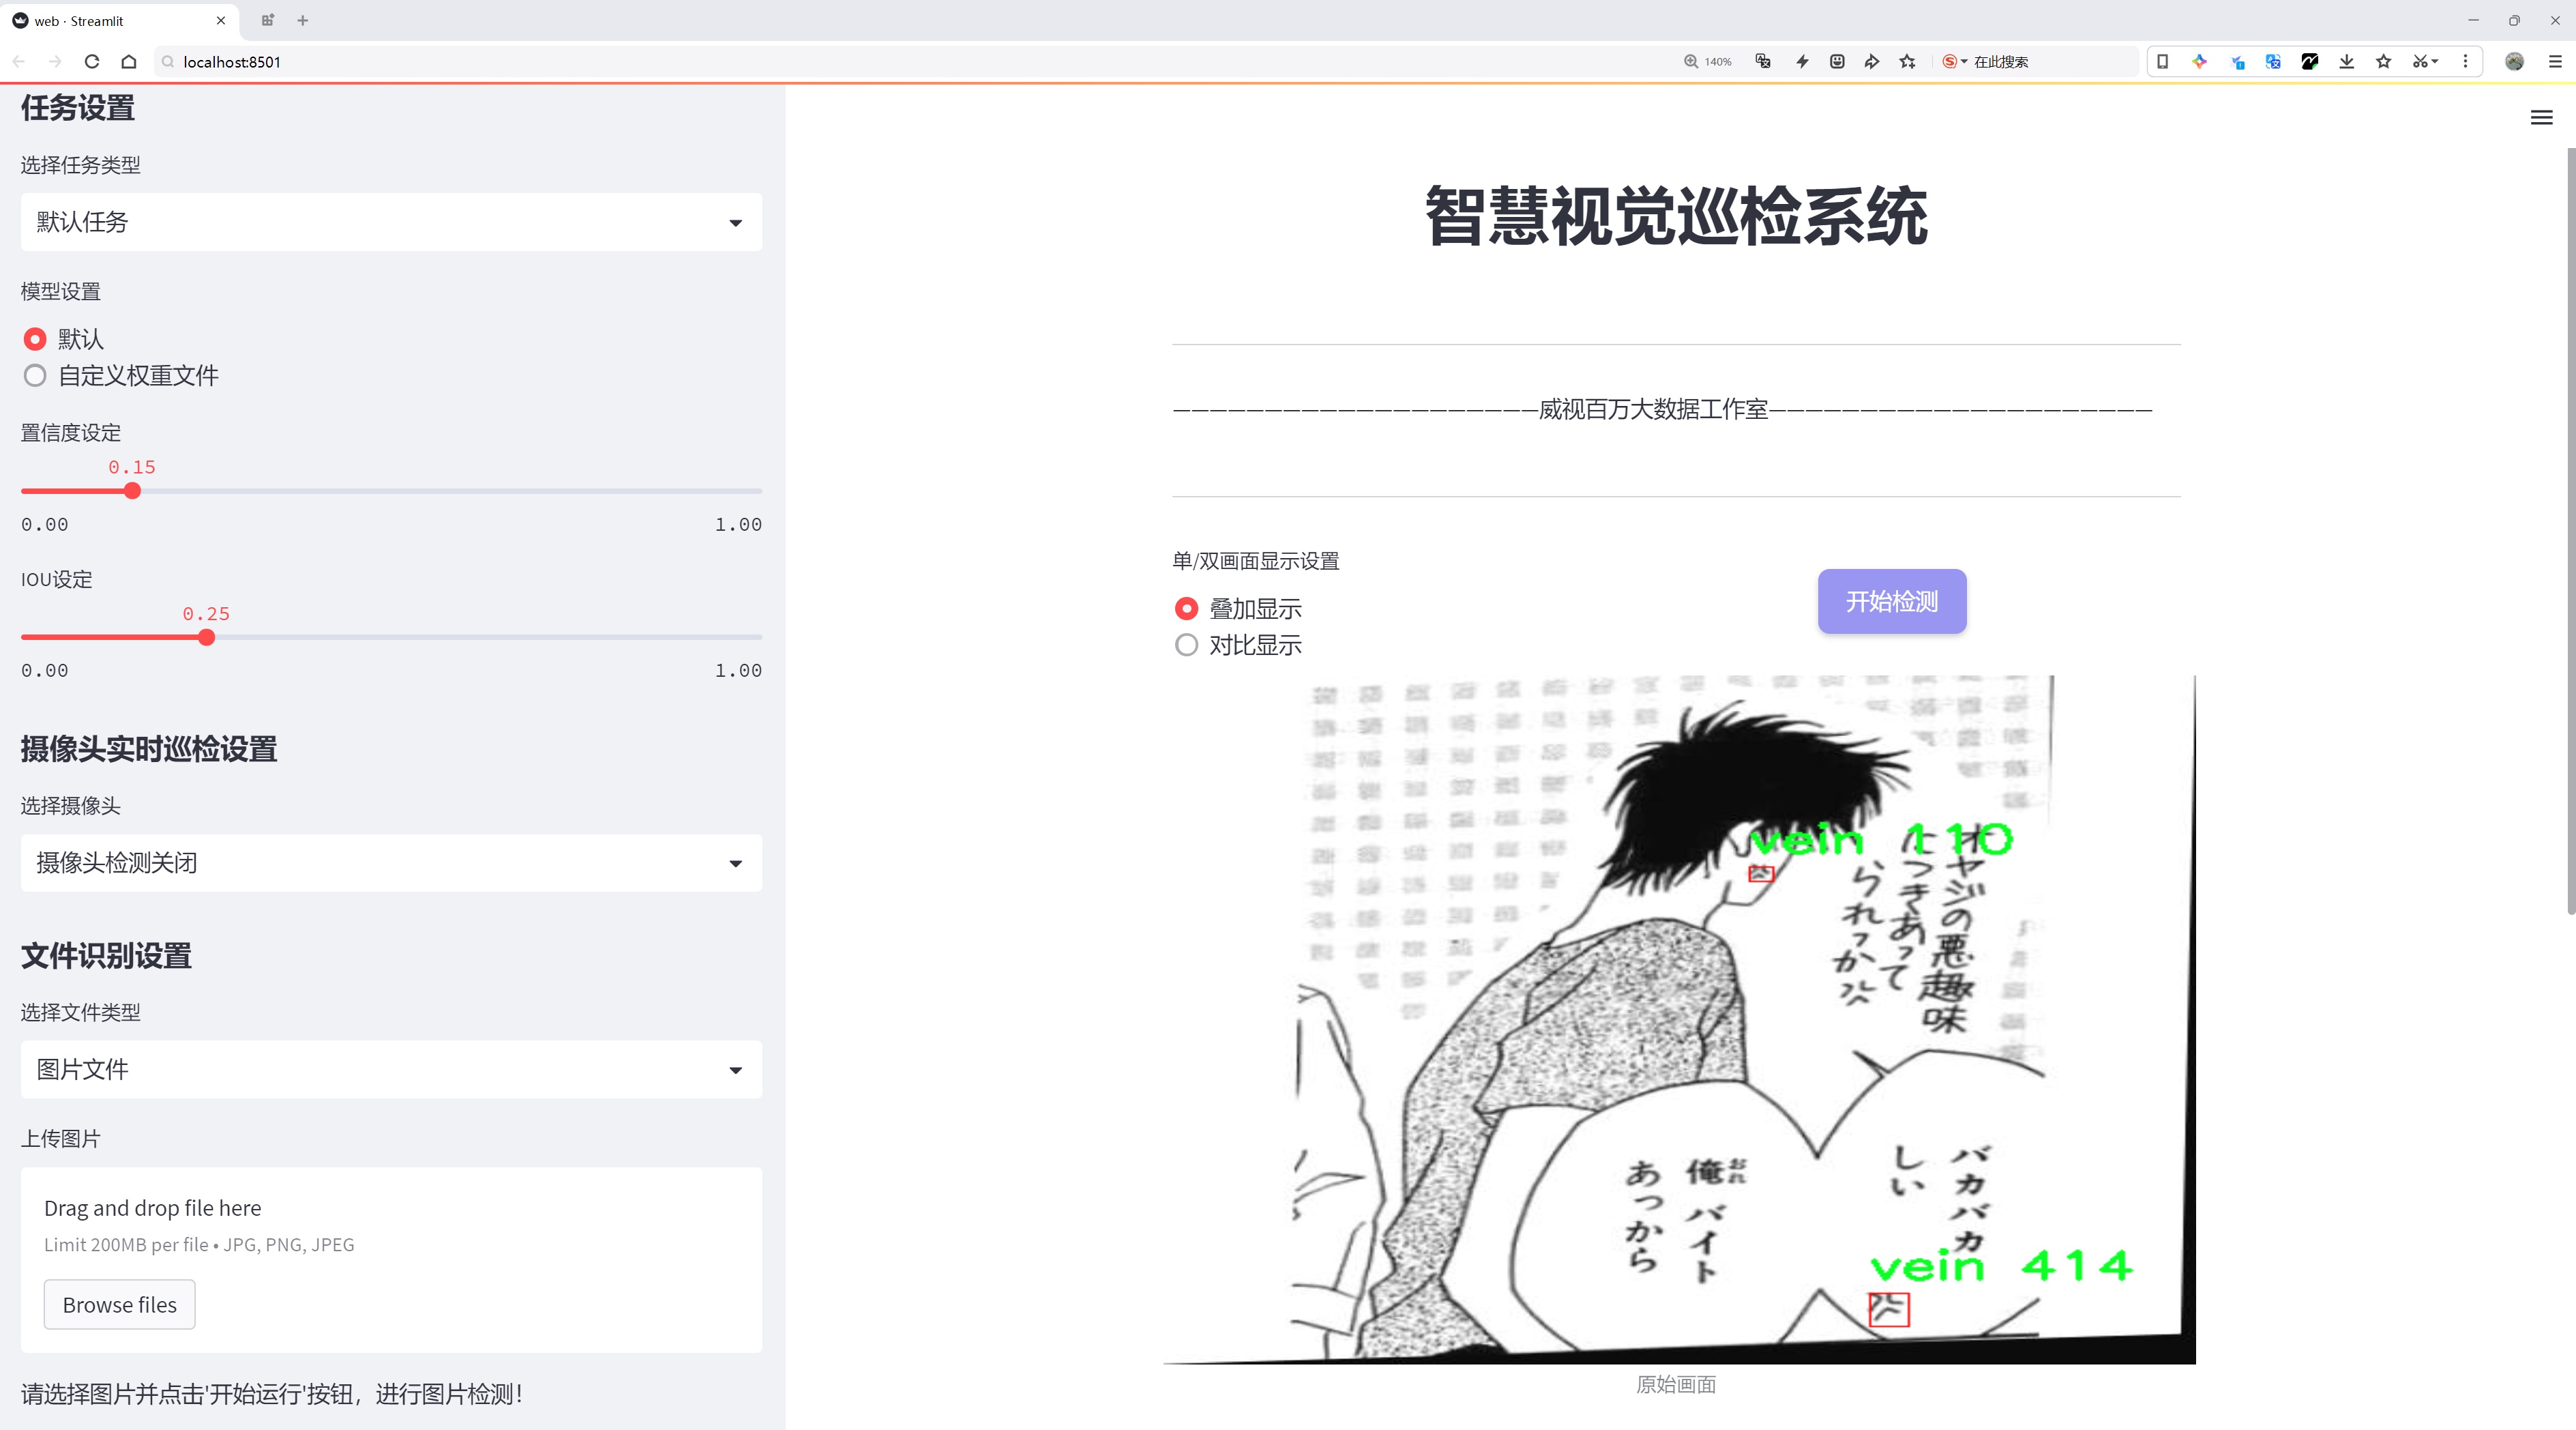 web · Streamlit
localhost:8501
140%
在此搜索
任务设置
选择任务类型
默认任务
模型设置
默认
自定义权重文件
置信度设定
0.15
0.00 1.00
IOU设定
0.25
0.00 1.00
摄像头实时巡检设置
选择摄像头
摄像头检测关闭
文件识别设置
选择文件类型
图片文件
上传图片
Drag and drop file here
Limit 200MB per file • JPG, PNG, JPEG
Browse files
请选择图片并点击'开始运行'按钮，进行图片检测！
智慧视觉巡检系统
————————————————————威视百万大数据工作室—————————————————————
单/双画面显示设置
叠加显示
对比显示
开始检测
vein 110
オヤジの悪趣味
につきあって
られっか
バカバカ
しい
俺バイト
おれ
あっから
vein 414
原始画面